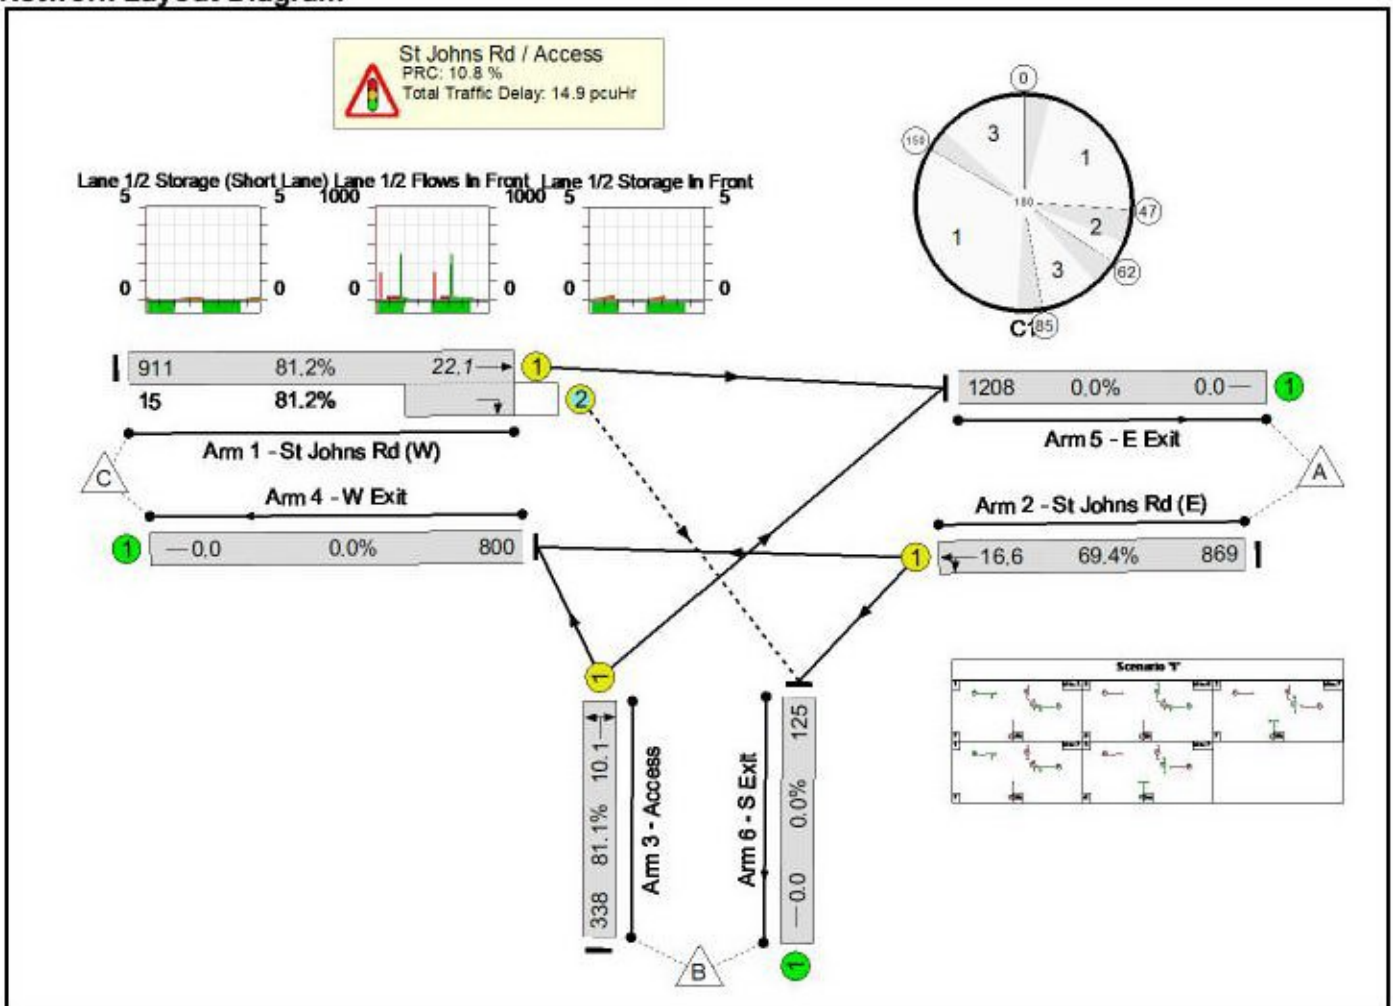 Network Layout Diagram
St Johns Rd / Access
PRC: 10.8 %
Total Traffic Delay: 14.9 pcuHr
0
3
1
150
180
47
2
1
62
3
C1
85
Lane 1/2 Storage (Short Lane)
5
5
0
0
Lane 1/2 Flows In Front
1000
1000
0
0
Lane 1/2 Storage In Front
5
5
0
0
911 81.2% 22.1
1
15 81.2%
2
Arm 1 - St Johns Rd (W)
C
Arm 4 - W Exit
1
0.0 0.0% 800
1208 0.0% 0.0
1
Arm 5 - E Exit
A
Arm 2 - St Johns Rd (E)
1
16.6 69.4% 869
1
338 81.1% 10.1
Arm 3 - Access
Arm 6 - S Exit
0.0 0.0% 125
1
B
Scenario '1'